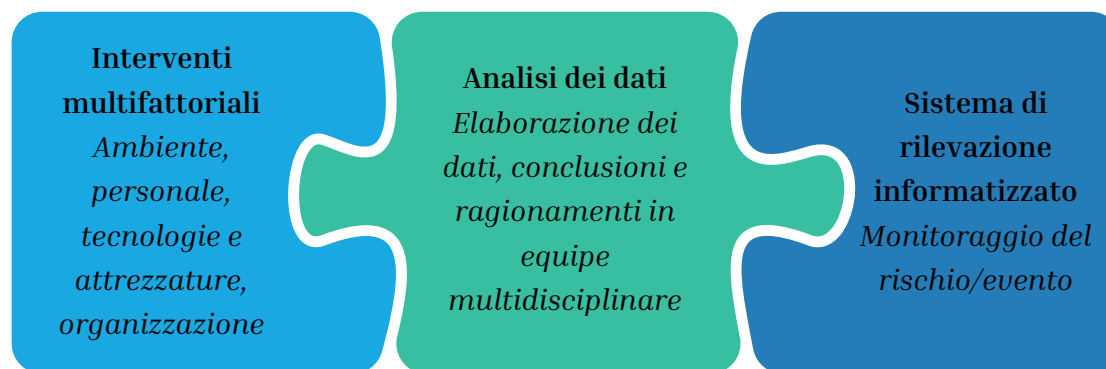 Interventi
multifattoriali
Ambiente,
personale,
tecnologie e
attrezzature,
organizzazione
Analisi dei dati
Elaborazione dei
dati, conclusioni e
ragionamenti in
equipe
multidisciplinare
Sistema di
rilevazione
informatizzato
Monitoraggio del
rischio/evento